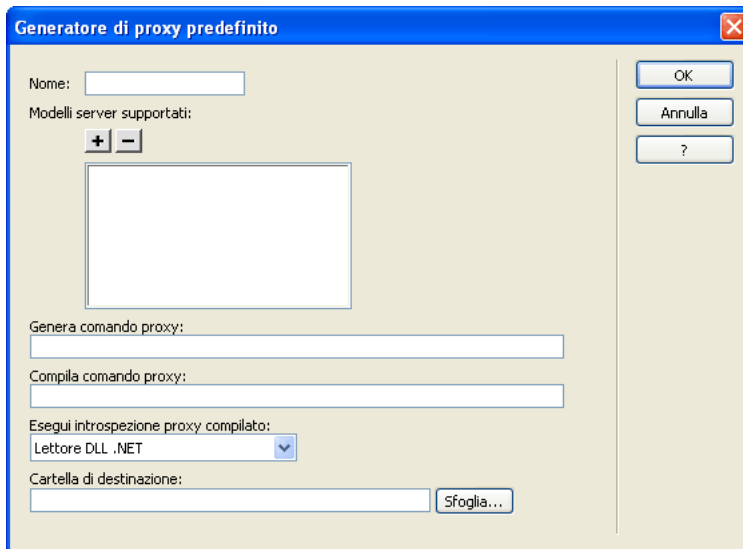 Generatore di proxy predefinito
Nome:
OK
Modelli server supportati:
Annulla
+ −
?
Genera comando proxy:
Compila comando proxy:
Esegui introspezione proxy compilato:
Lettore DLL .NET
Cartella di destinazione:
Sfoglia...